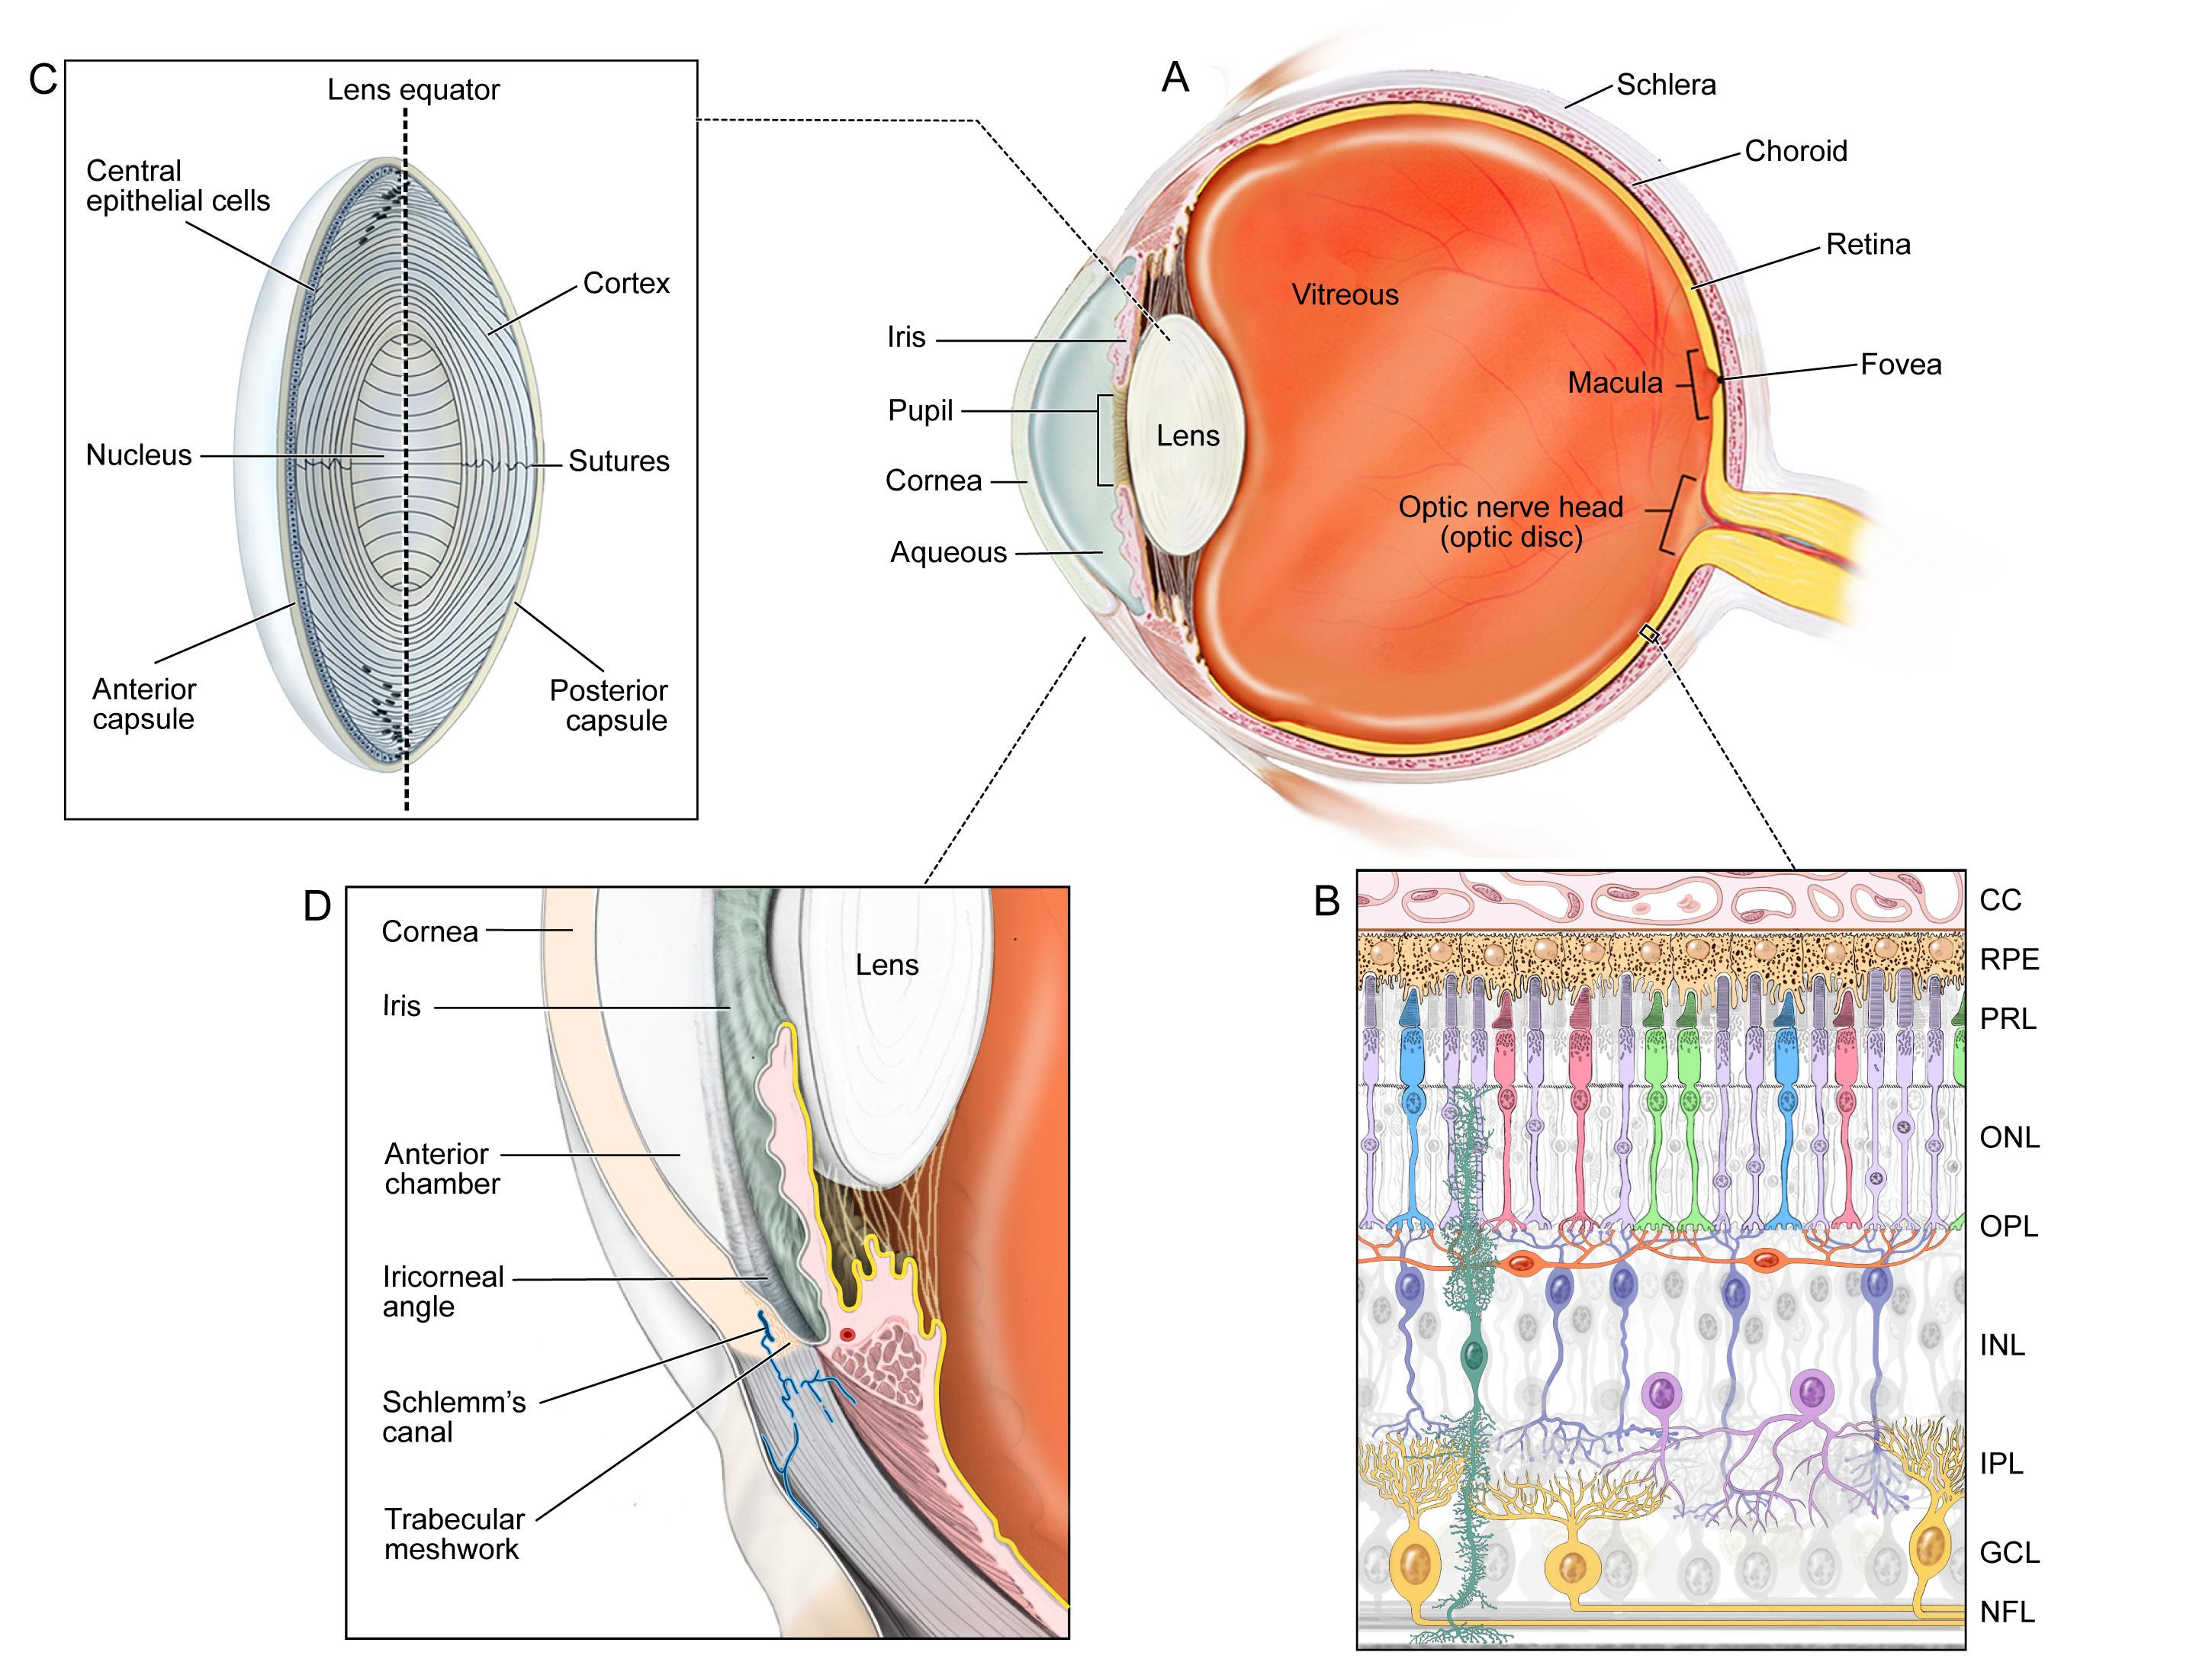 C
Lens equator
Central
epithelial cells
Cortex
Nucleus
Sutures
Anterior
capsule
Posterior
capsule
A
Schlera
Choroid
Retina
Vitreous
Iris
Fovea
Macula
Pupil
Lens
Cornea
Optic nerve head
(optic disc)
Aqueous
D
Cornea
Lens
Iris
Anterior
chamber
Iricorneal
angle
Schlemm’s
canal
Trabecular
meshwork
B
CC
RPE
PRL
ONL
OPL
INL
IPL
GCL
NFL